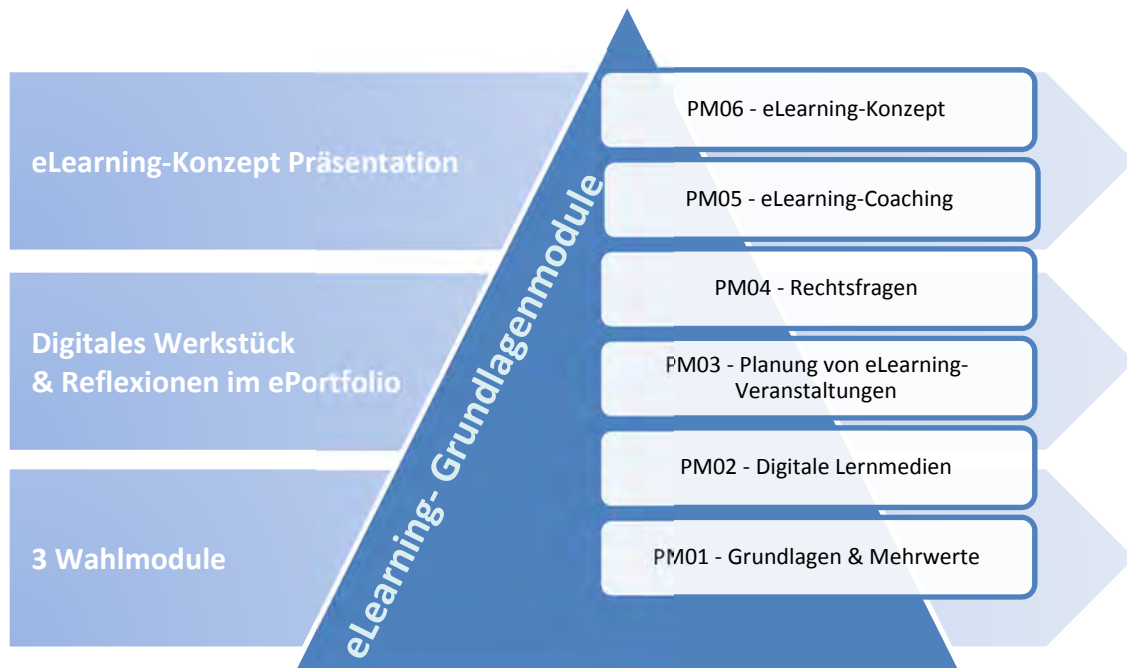 eLearning-Konzept Präsentation
Digitales Werkstück
& Reflexionen im ePortfolio
3 Wahlmodule
eLearning- Grundlagenmodule
PM06 - eLearning-Konzept
PM05 - eLearning-Coaching
PM04 - Rechtsfragen
PM03 - Planung von eLearning-
Veranstaltungen
PM02 - Digitale Lernmedien
PM01 - Grundlagen & Mehrwerte